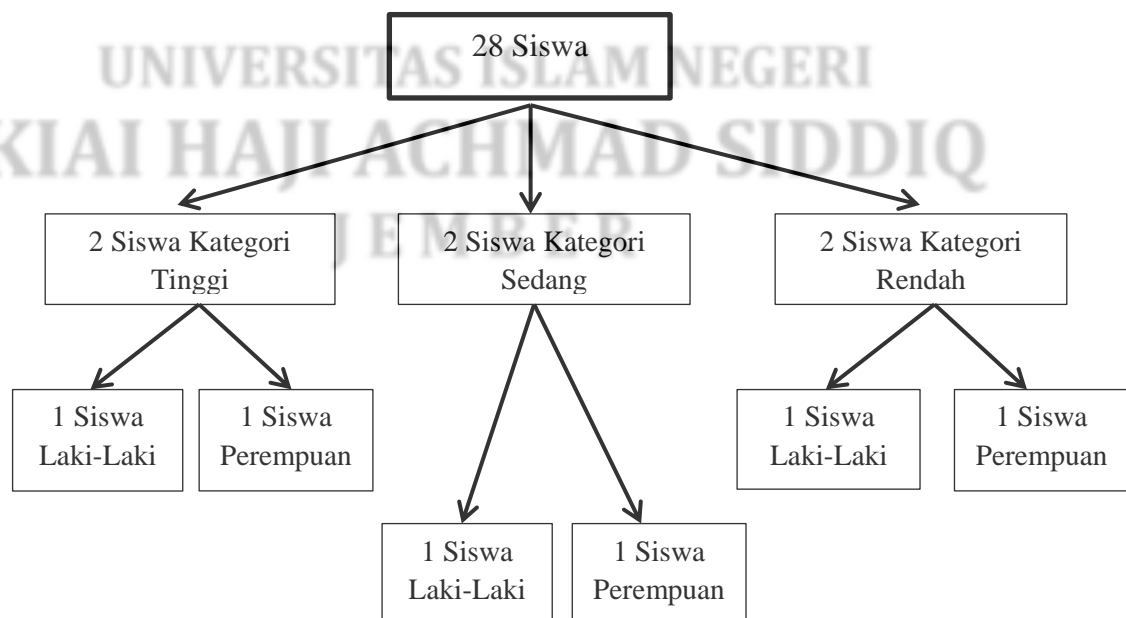 28 Siswa
UNIVERSITAS ISLAM NEGERI
KIAI HAJI ACHMAD SIDDIQ
JEMBER
2 Siswa Kategori
Tinggi
2 Siswa Kategori
Sedang
2 Siswa Kategori
Rendah
1 Siswa
Laki-Laki
1 Siswa
Perempuan
1 Siswa
Laki-Laki
1 Siswa
Perempuan
1 Siswa
Laki-Laki
1 Siswa
Perempuan